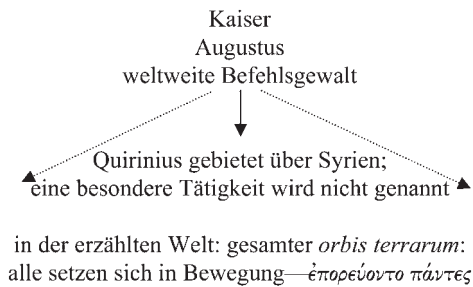 Kaiser
Augustus
weltweite Befehlsgewalt
Quirinius gebietet über Syrien;
eine besondere Tätigkeit wird nicht genannt
in der erzählten Welt: gesamter orbis terrarum:
alle setzen sich in Bewegung—ἐπορεύοντο πάντες